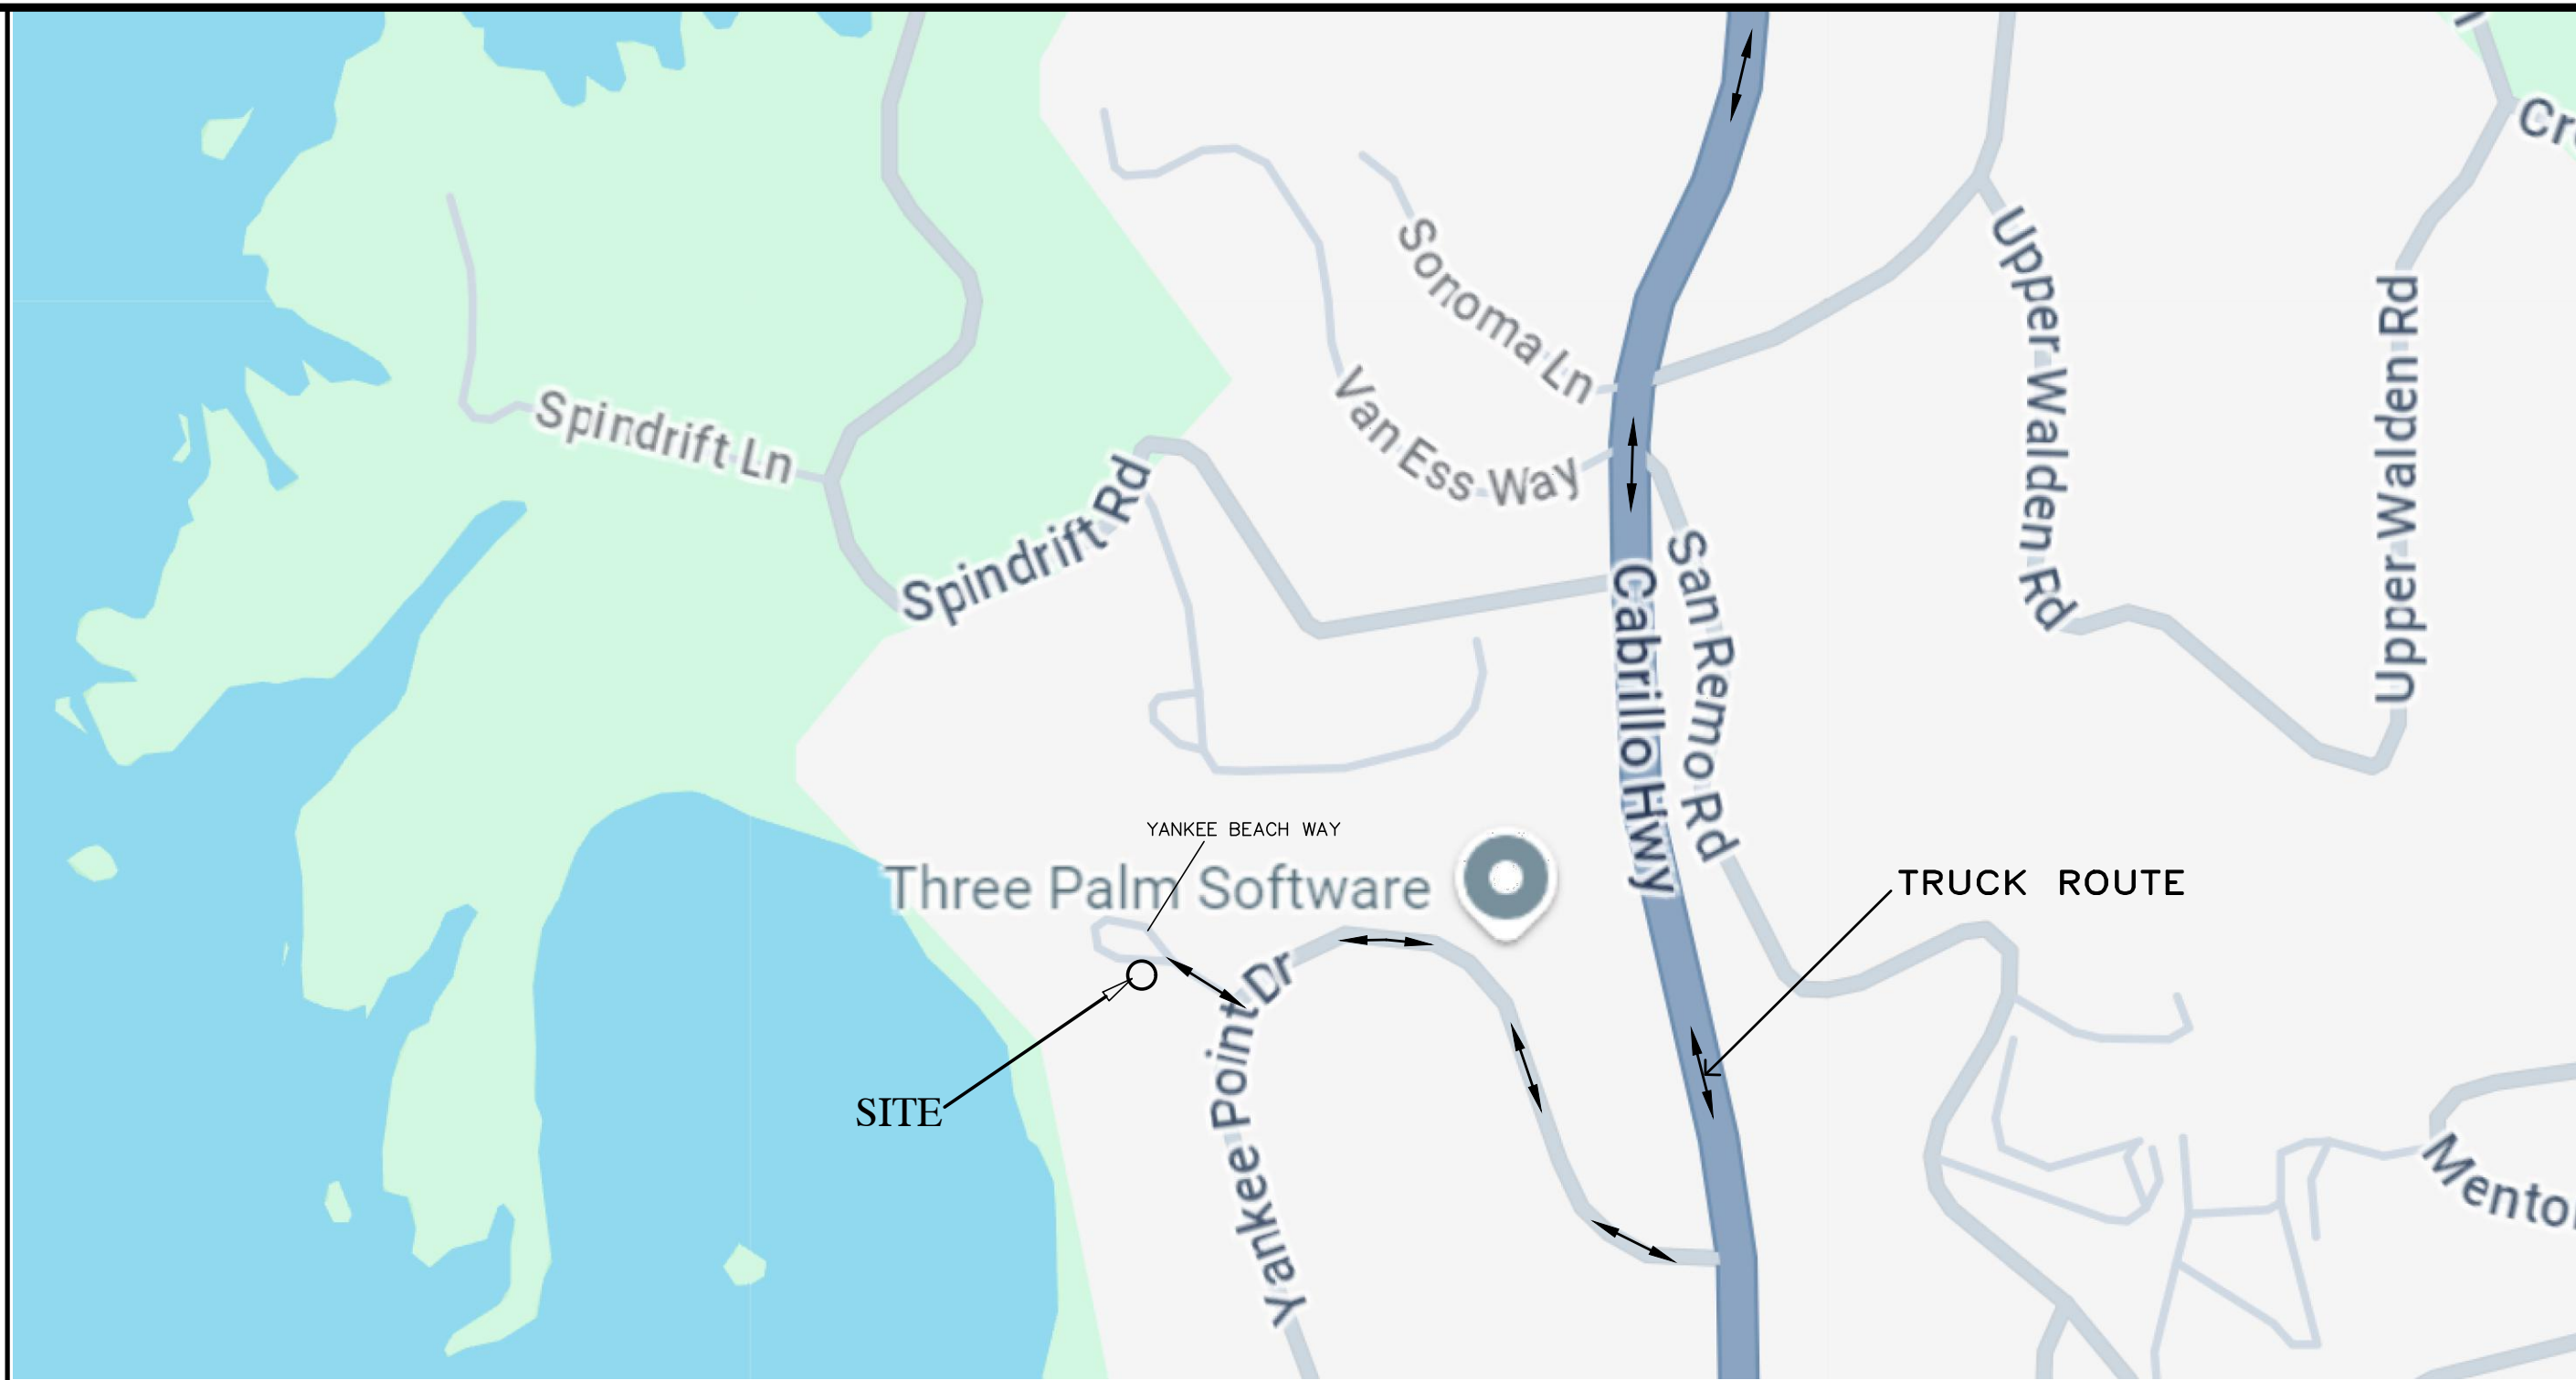 Cr
Sonoma Ln
Upper Walden Rd
Upper Walden Rd
Van Ess Way
Spindrift Ln
Spindrift Rd
San Remo Rd
Cabrillo Hwy
YANKEE BEACH WAY
Three Palm Software
TRUCK ROUTE
Yankee Point Dr
SITE
Mento